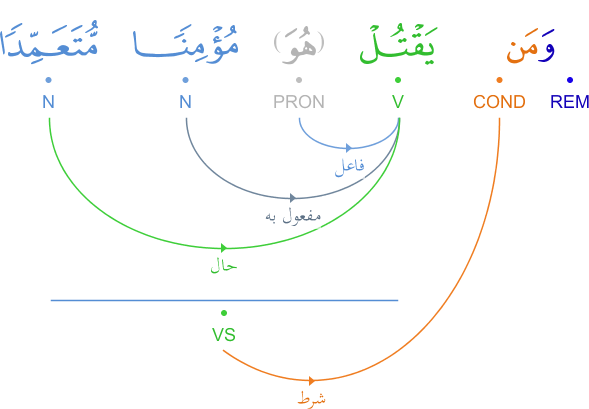 وَمَن يَقْتُلْ (هُوَ) مُؤْمِنًا مُّتَعَمِّدًا
REM COND V PRON N N
فاعل
مفعول به
حال
VS
شرط